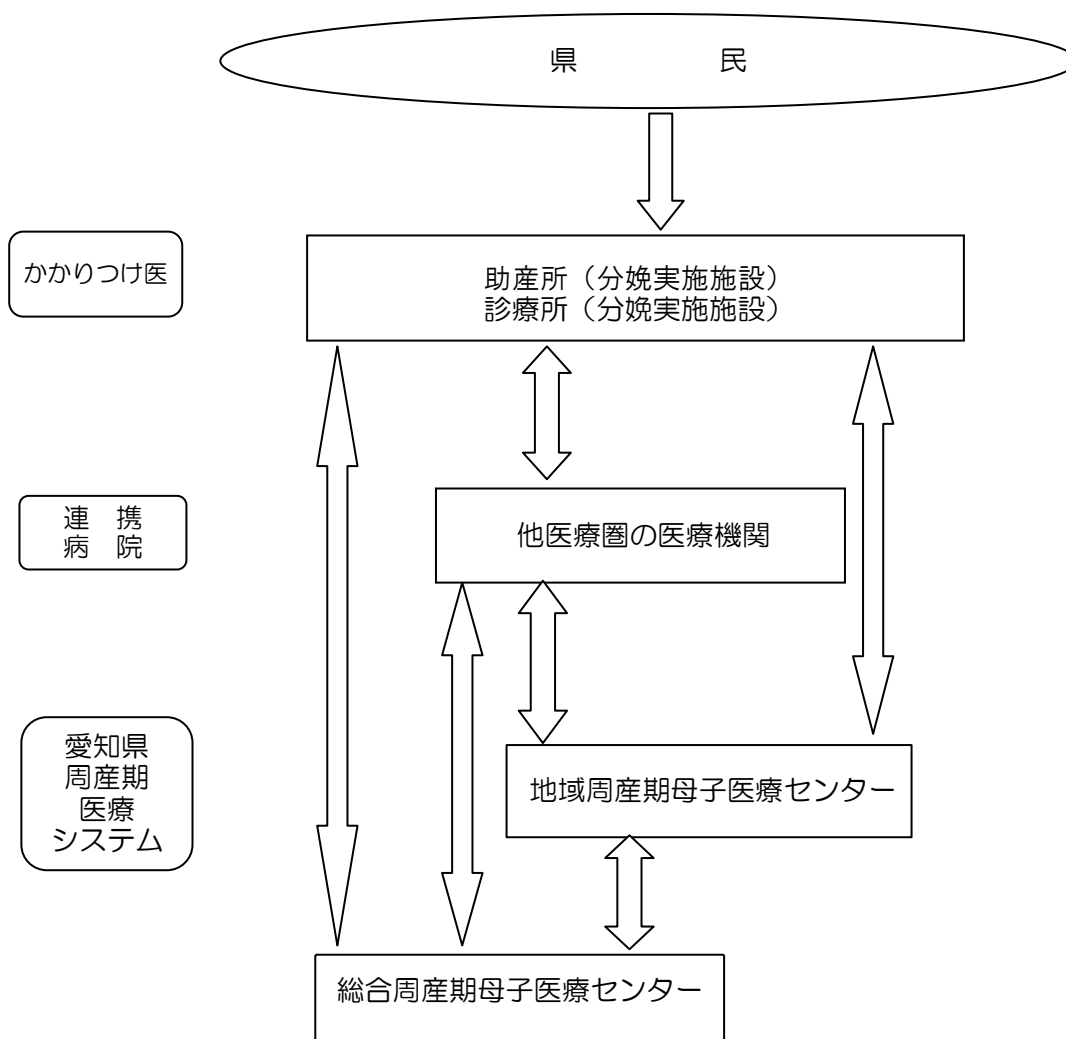 県　　　　民
かかりつけ医
助産所（分娩実施施設）
診療所（分娩実施施設）
連　携
病　院
他医療圏の医療機関
愛知県
周産期
医療
システム
地域周産期母子医療センター
総合周産期母子医療センター